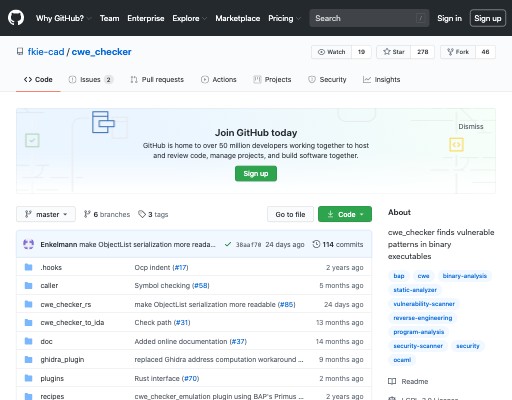 Why GitHub? Team Enterprise Explore Marketplace Pricing Search / Sign in Sign up
fkie-cad / cwe_checker Watch 19 Star 278 Fork 46
Code Issues 2 Pull requests Actions Projects Security Insights
Join GitHub today
Dismiss
GitHub is home to over 50 million developers working together to host
and review code, manage projects, and build software together.
Sign up
master 6 branches 3 tags Go to file Code
Enkelmann make ObjectList serialization more reada... 38aaf70 24 days ago 114 commits
.hooks Ocp indent (#17) 2 years ago
caller Symbol checking (#58) 5 months ago
cwe_checker_rs make ObjectList serialization more readable (#85) 24 days ago
cwe_checker_to_ida Check path (#31) 13 months ago
doc Added online documentation (#37) 14 months ago
ghidra_plugin replaced Ghidra address computation workaround ... 9 months ago
plugins Rust interface (#70) 2 months ago
recipes cwe_checker_emulation plugin using BAP's Primus ... 2 years ago
About
cwe_checker finds vulnerable
patterns in binary
executables
bap cwe binary-analysis
static-analyzer
vulnerability-scanner
reverse-engineering
program-analysis
security-scanner security
ocaml
Readme